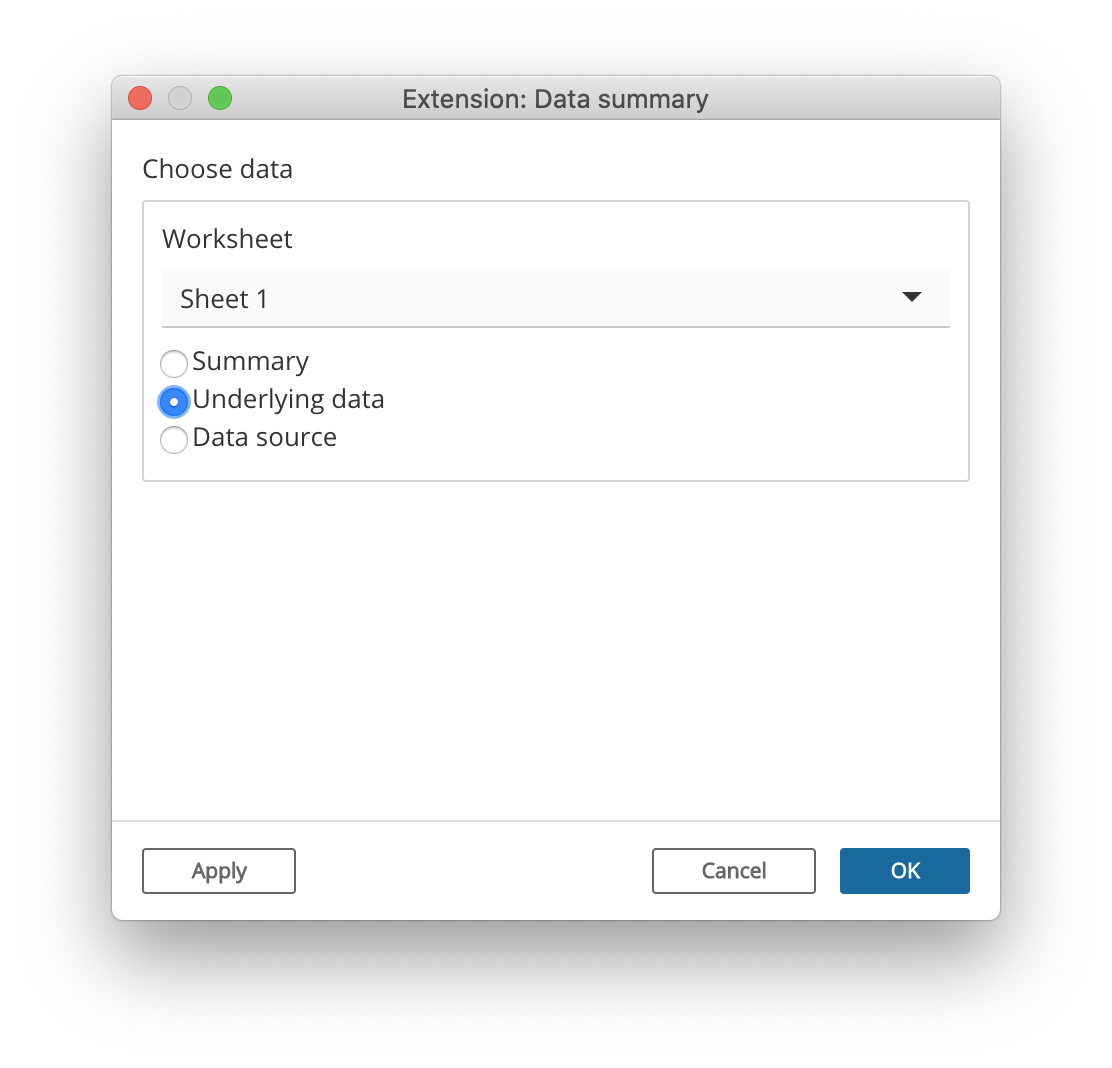 Extension: Data summary
Choose data
Worksheet
Sheet 1
Summary
Underlying data
Data source
Apply Cancel OK